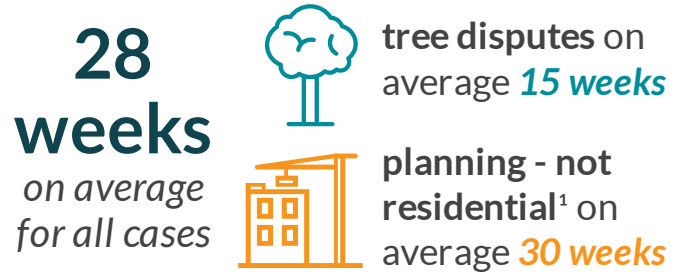 28
weeks
on average
for all cases
tree disputes on
average 15 weeks
planning - not
residential¹ on
average 30 weeks